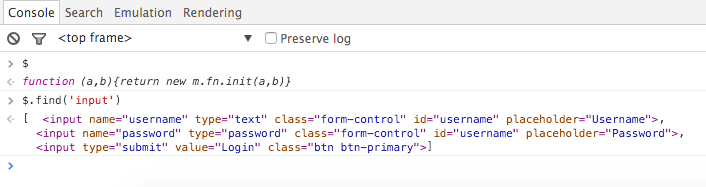 Console Search Emulation Rendering
<top frame> ▼ Preserve log
> $
function (a,b){return new m.fn.init(a,b)}
> $.find('input')
[ <input name="username" type="text" class="form-control" id="username" placeholder="Username">,
<input name="password" type="password" class="form-control" id="username" placeholder="Password">,
<input type="submit" value="Login" class="btn btn-primary">]
>